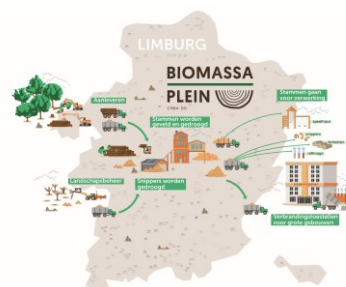 LIMBURG
BIOMASSA
PLEIN
Aanleveren
Stammen worden
geveld en gedroogd
Stammen gaan
voor verwerking
Landschapsbeheer
Snippers worden
gedroogd
Verbrandingstoestellen
voor grote gebouwen